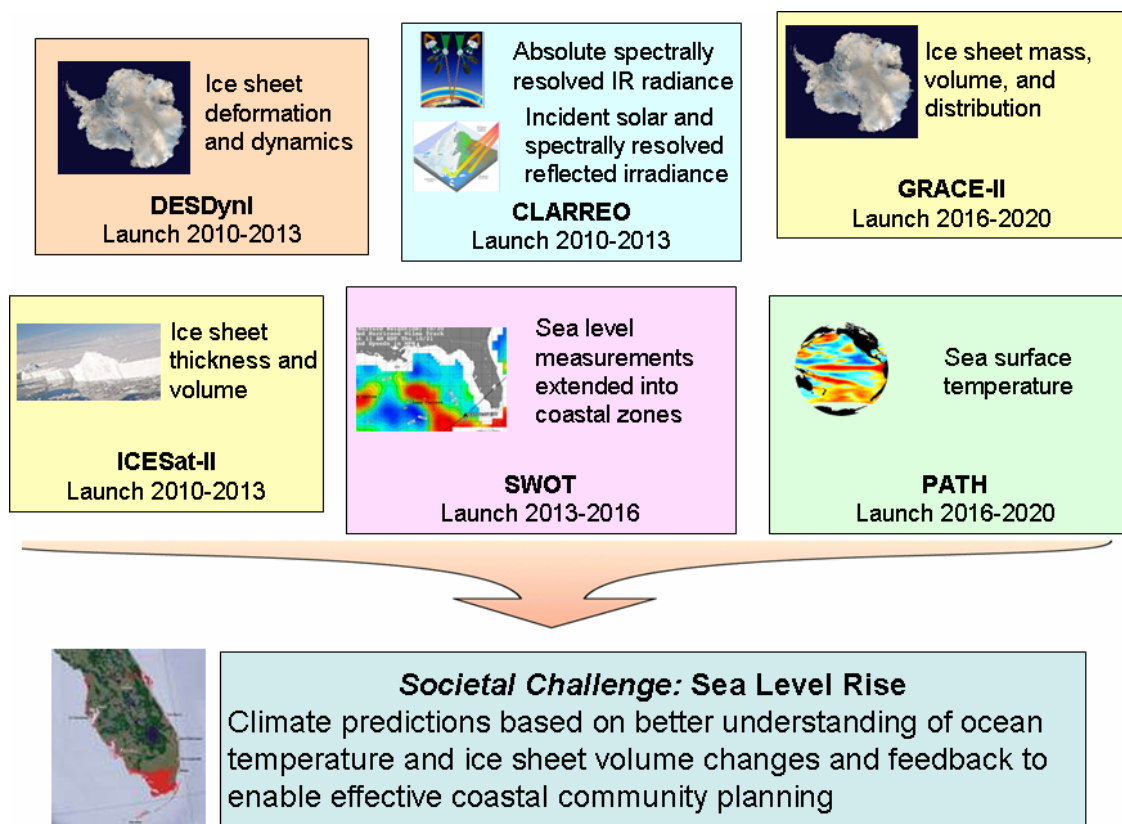 Ice sheet
deformation
and dynamics
DESDynI
Launch 2010-2013
Absolute spectrally
resolved IR radiance
Incident solar and
spectrally resolved
reflected irradiance
CLARREO
Launch 2010-2013
Ice sheet mass,
volume, and
distribution
GRACE-II
Launch 2016-2020
Ice sheet
thickness and
volume
ICESat-II
Launch 2010-2013
Sea level
measurements
extended into
coastal zones
SWOT
Launch 2013-2016
Sea surface
temperature
PATH
Launch 2016-2020
Societal Challenge: Sea Level Rise
Climate predictions based on better understanding of ocean
temperature and ice sheet volume changes and feedback to
enable effective coastal community planning